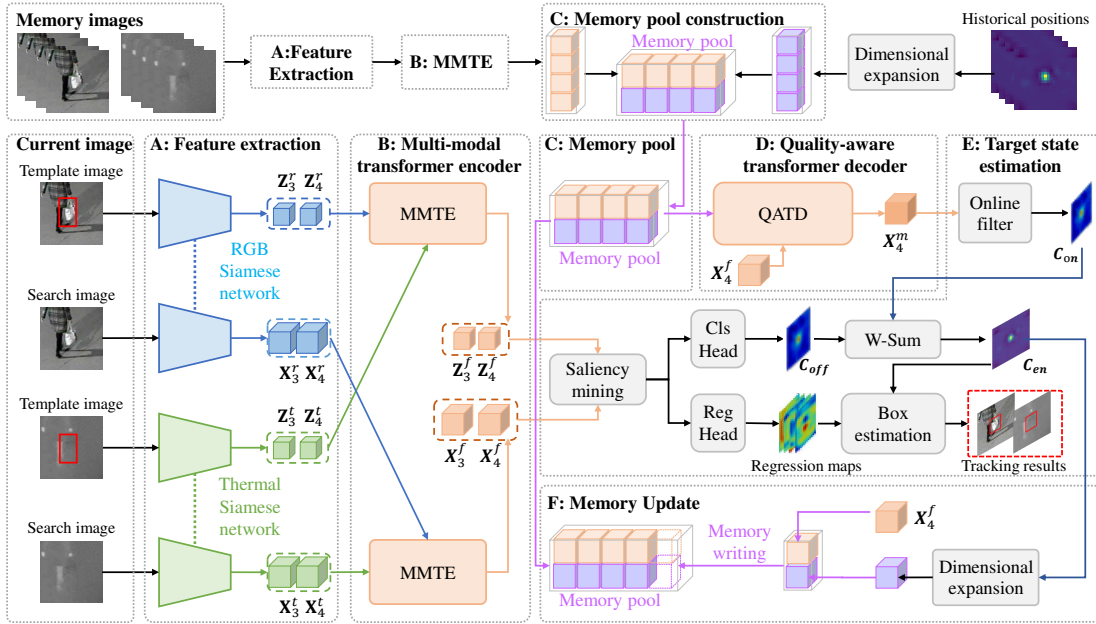 Memory images
A:Feature
Extraction
B: MMTE
C: Memory pool construction
Memory pool
Dimensional
expansion
Historical positions
Current image
Template image
Search image
Template image
Search image
A: Feature extraction
Z₃ʳ Z₄ʳ
RGB
Siamese
network
X₃ʳ X₄ʳ
Z₃ᵗ Z₄ᵗ
Thermal
Siamese
network
X₃ᵗ X₄ᵗ
B: Multi-modal
transformer encoder
MMTE
Z₃ᶠ Z₄ᶠ
X₃ᶠ X₄ᶠ
MMTE
C: Memory pool
Memory pool
D: Quality-aware
transformer decoder
QATD
X₄ᶠ
X₄ᵐ
E: Target state
estimation
Online
filter
C_on
Saliency
mining
Cls
Head
C_off
W-Sum
C_en
Reg
Head
Regression maps
Box
estimation
Tracking results
F: Memory Update
Memory pool
Memory
writing
X₄ᶠ
Dimensional
expansion